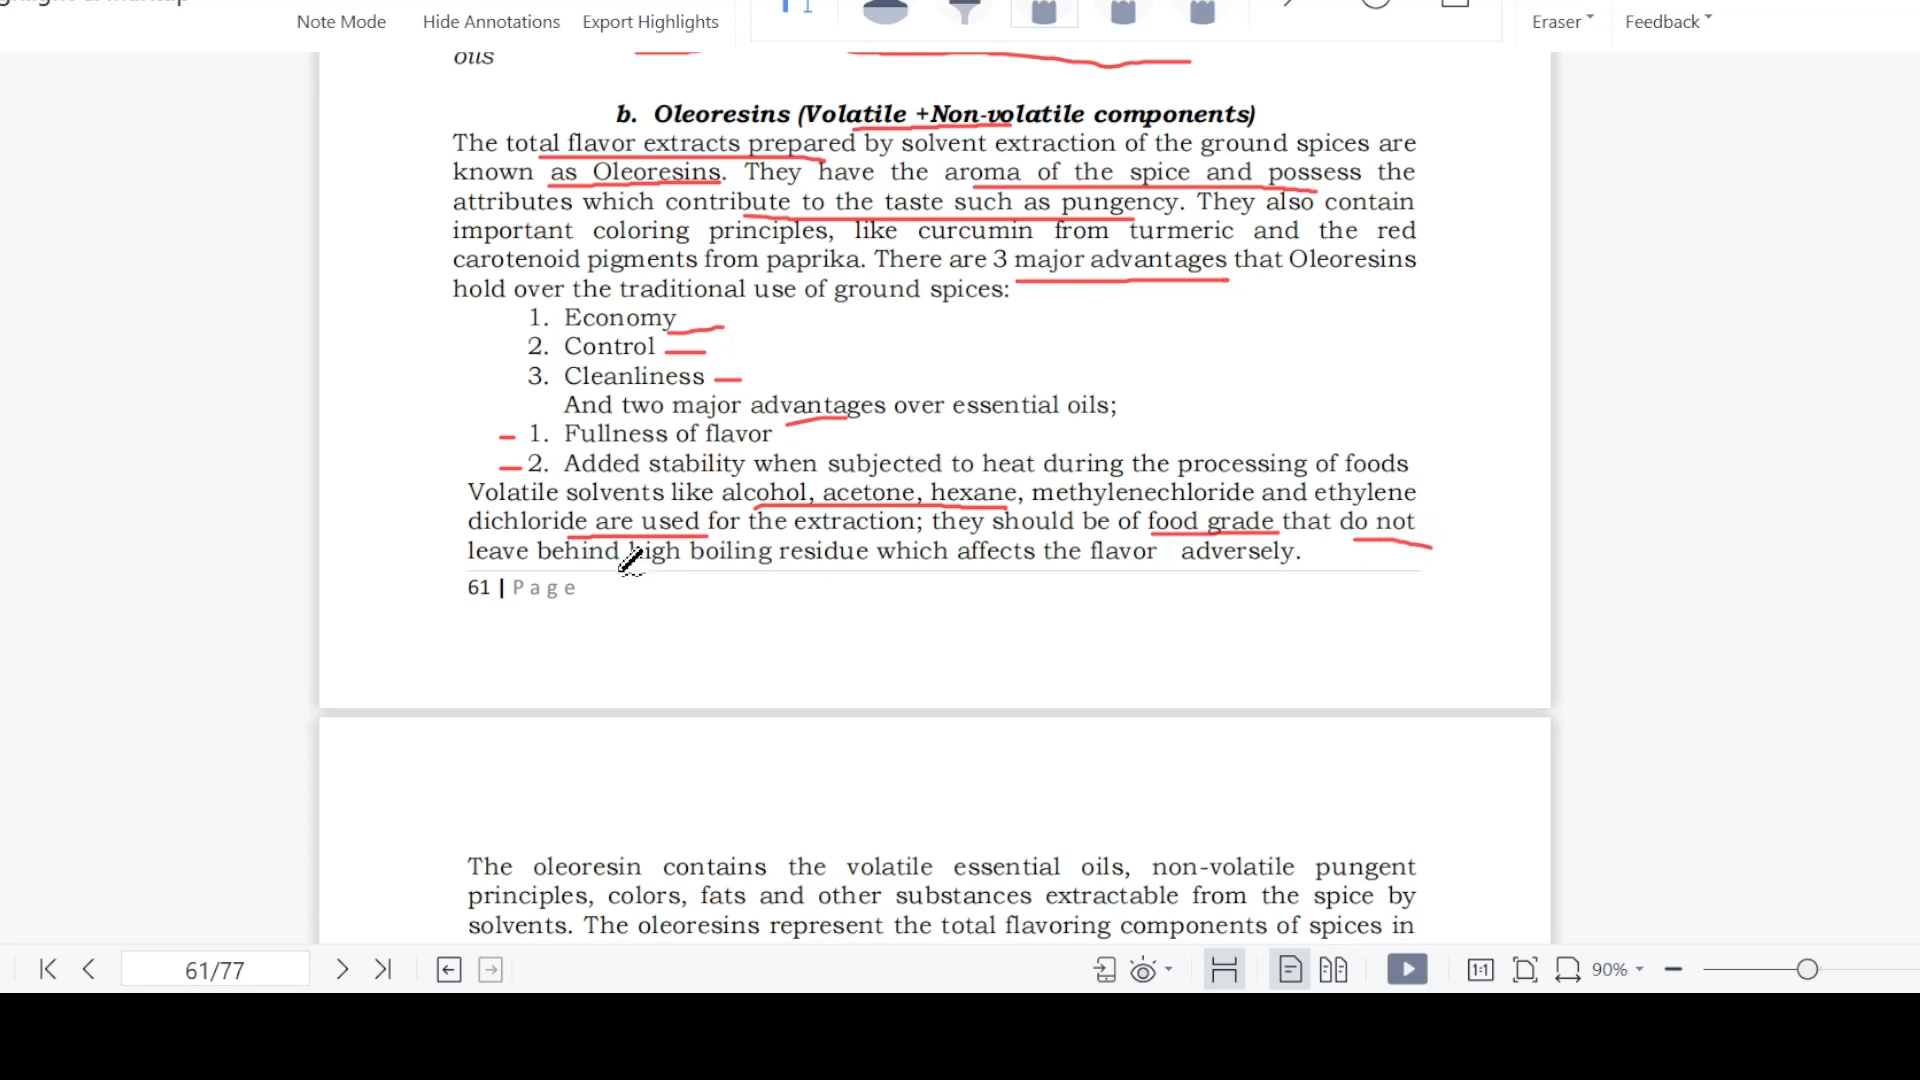 Note Mode Hide Annotations Export Highlights Eraser Feedback
oils
b. Oleoresins (Volatile +Non-volatile components)
The total flavor extracts prepared by solvent extraction of the ground spices are
known as Oleoresins. They have the aroma of the spice and possess the
attributes which contribute to the taste such as pungency. They also contain
important coloring principles, like curcumin from turmeric and the red
carotenoid pigments from paprika. There are 3 major advantages that Oleoresins
hold over the traditional use of ground spices:
1. Economy
2. Control
3. Cleanliness
And two major advantages over essential oils;
1. Fullness of flavor
2. Added stability when subjected to heat during the processing of foods
Volatile solvents like alcohol, acetone, hexane, methylenechloride and ethylene
dichloride are used for the extraction; they should be of food grade that do not
leave behind high boiling residue which affects the flavor adversely.
61 | Page
The oleoresin contains the volatile essential oils, non-volatile pungent
principles, colors, fats and other substances extractable from the spice by
solvents. The oleoresins represent the total flavoring components of spices in
61/77 1:1 90%